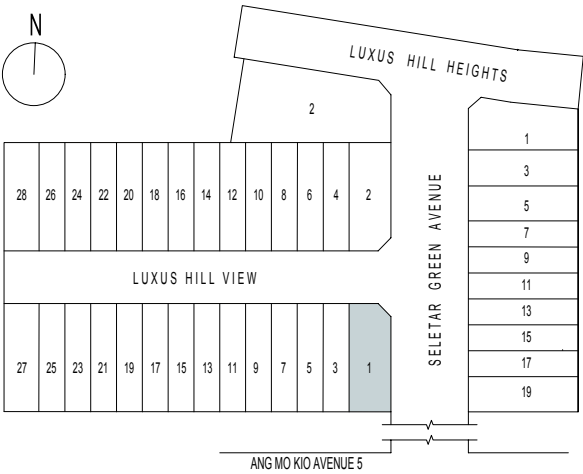 N
LUXUS HILL HEIGHTS
2
1
3
5
7
9
11
13
15
17
19
SELETAR GREEN AVENUE
28 26 24 22 20 18 16 14 12 10 8 6 4 2
LUXUS HILL VIEW
27 25 23 21 19 17 15 13 11 9 7 5 3 1
ANG MO KIO AVENUE 5